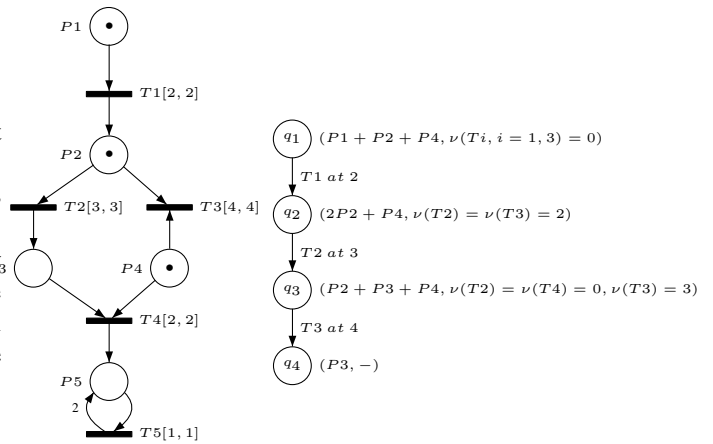 P1
T1[2, 2]
P2
T2[3, 3]
T3[4, 4]
3
P4
T4[2, 2]
P5
2
T5[1, 1]
q1 (P1 + P2 + P4, ν(Ti, i = 1, 3) = 0)
T1 at 2
q2 (2P2 + P4, ν(T2) = ν(T3) = 2)
T2 at 3
q3 (P2 + P3 + P4, ν(T2) = ν(T4) = 0, ν(T3) = 3)
T3 at 4
q4 (P3, −)